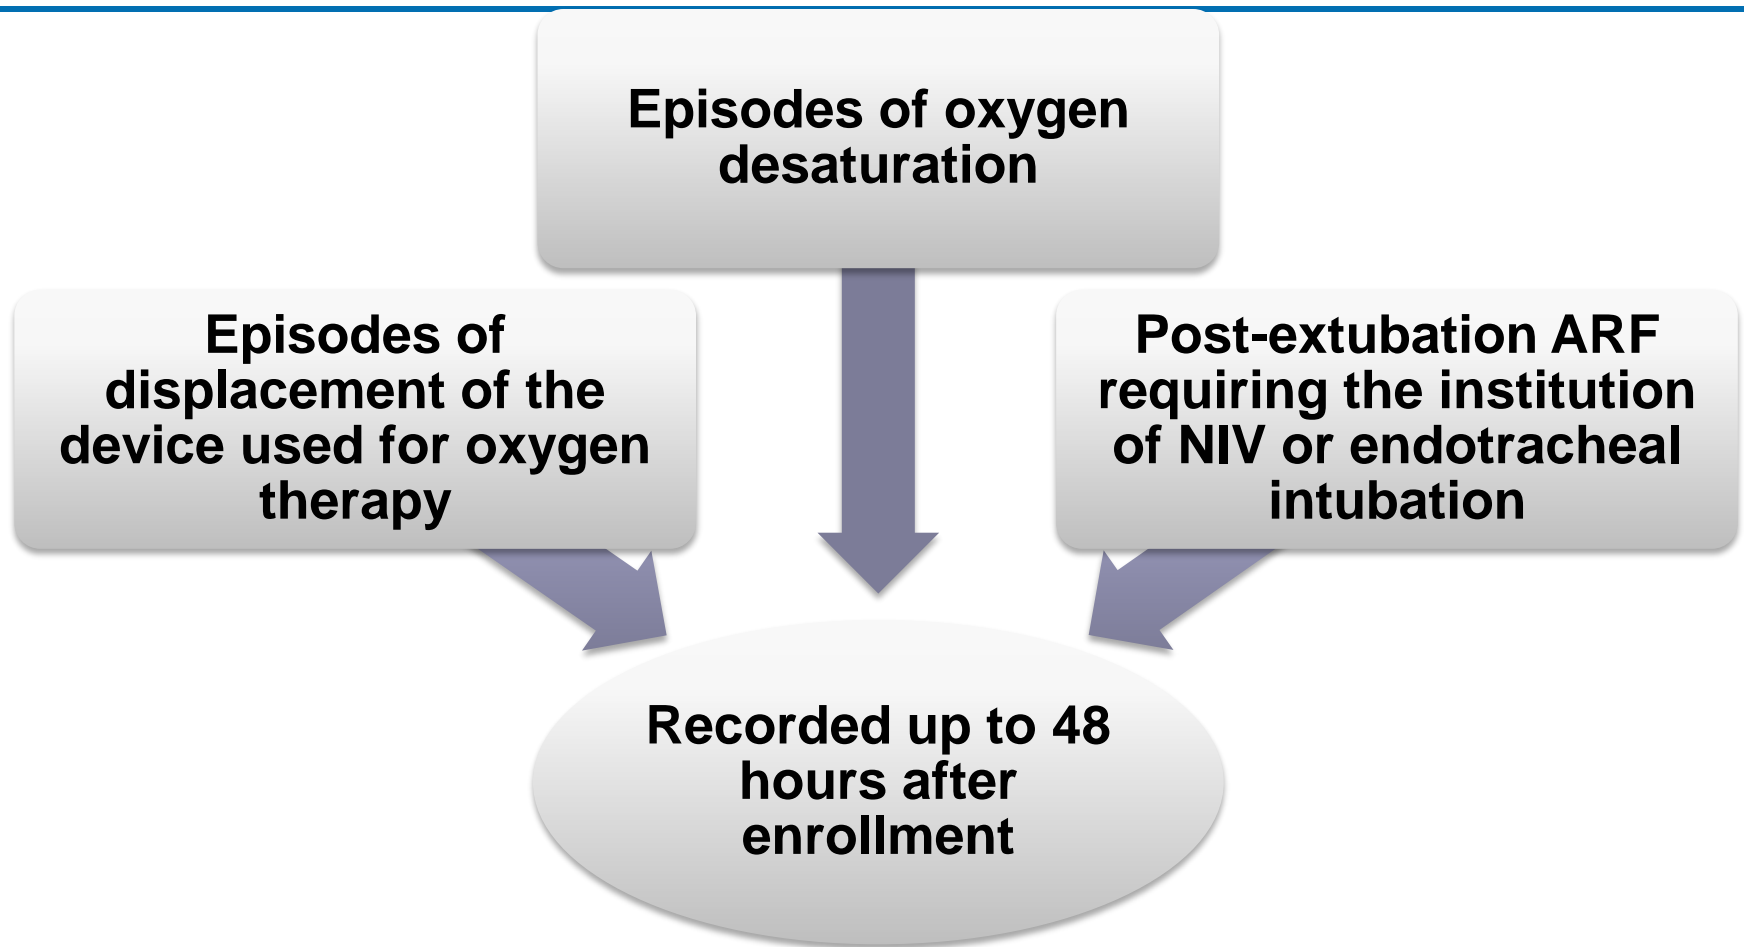 Episodes of oxygen
desaturation
Episodes of
displacement of the
device used for oxygen
therapy
Post-extubation ARF
requiring the institution
of NIV or endotracheal
intubation
Recorded up to 48
hours after
enrollment